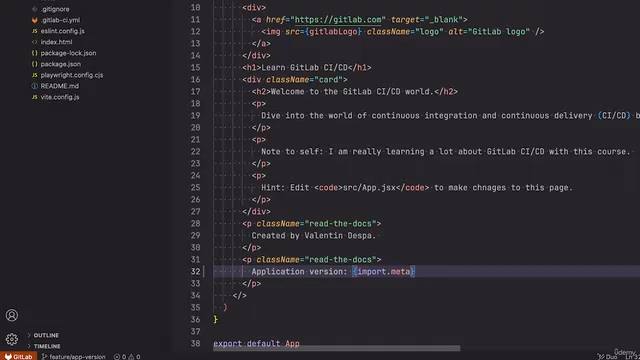 .gitignore
.gitlab-ci.yml
eslint.config.js
index.html
package-lock.json
package.json
playwright.config.cjs
README.md
vite.config.js
OUTLINE
TIMELINE
10 <div>
11 <a href="https://gitlab.com" target="_blank">
12 <img src={gitlabLogo} className="logo" alt="GitLab logo" />
13 </a>
14 </div>
15 <h1>Learn GitLab CI/CD</h1>
16 <div className="card">
17 <h2>Welcome to the GitLab CI/CD world.</h2>
18 <p>
19 Dive into the world of continuous integration and continuous delivery (CI/CD) b
20 </p>
21 <p>
22 Note to self: I am really learning a lot about GitLab CI/CD with this course.
23 </p>
24 <p>
25 Hint: Edit <code>src/App.jsx</code> to make chnages to this page.
26 </p>
27 </div>
28 <p className="read-the-docs">
29 Created by Valentin Despa.
30 </p>
31 <p className="read-the-docs">
32 Application version: {import.meta}
33 </p>
34 </>
35 )
36 }
37
38 export default App
GitLab
feature/app-version
0 0
Duo
udemy